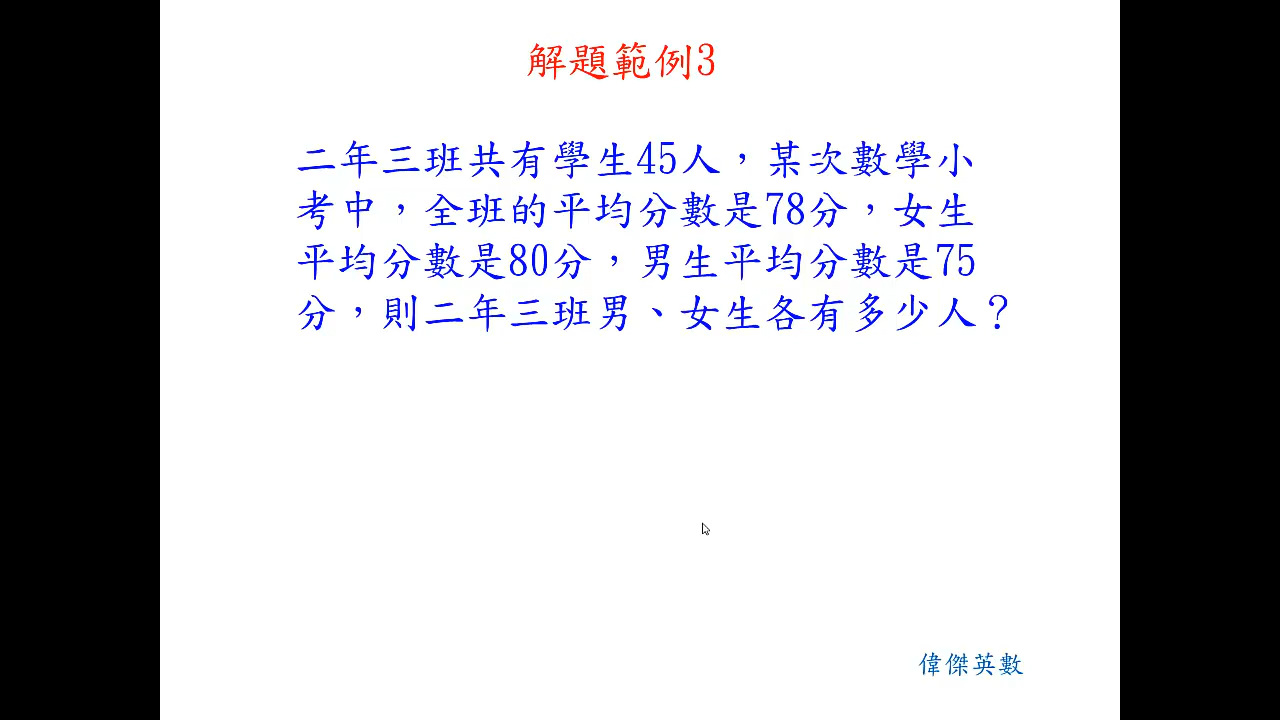 解題範例3
二年三班共有學生45人，某次數學小
考中，全班的平均分數是78分，女生
平均分數是80分，男生平均分數是75
分，則二年三班男、女生各有多少人？
偉傑英數